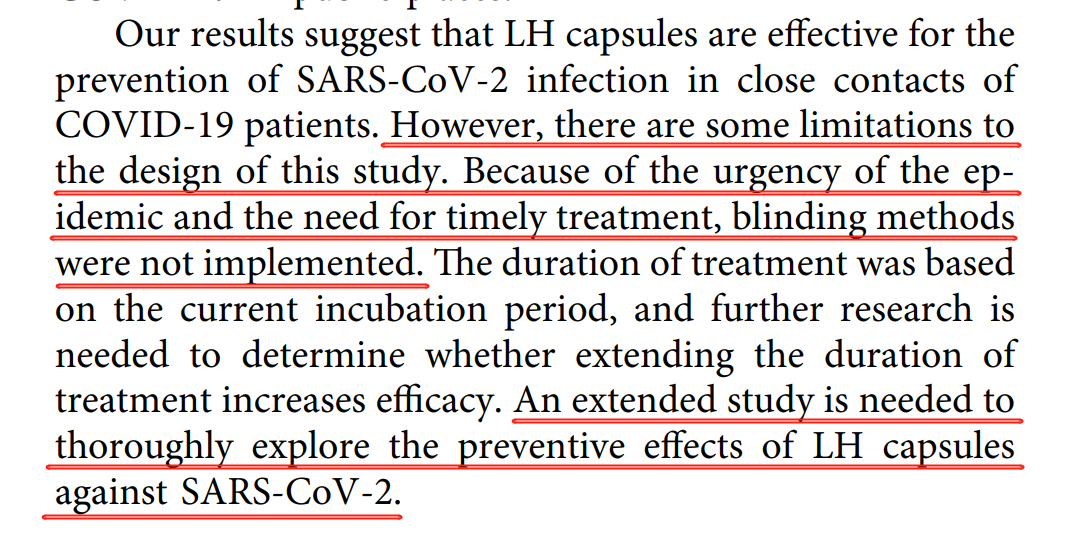 Our results suggest that LH capsules are effective for the
prevention of SARS-CoV-2 infection in close contacts of
COVID-19 patients. However, there are some limitations to
the design of this study. Because of the urgency of the ep-
idemic and the need for timely treatment, blinding methods
were not implemented. The duration of treatment was based
on the current incubation period, and further research is
needed to determine whether extending the duration of
treatment increases efficacy. An extended study is needed to
thoroughly explore the preventive effects of LH capsules
against SARS-CoV-2.